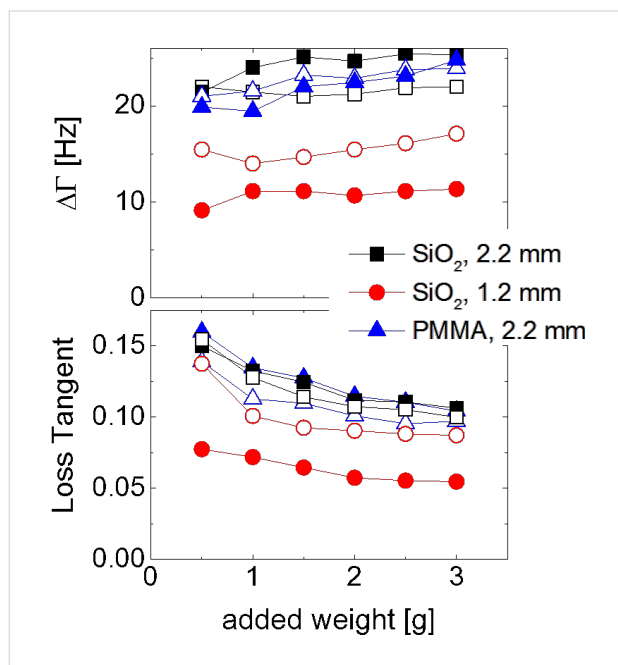 20
10
0
ΔΓ [Hz]
SiO2, 2.2 mm
SiO2, 1.2 mm
PMMA, 2.2 mm
0.15
0.10
0.05
0.00
Loss Tangent
0 1 2 3
added weight [g]